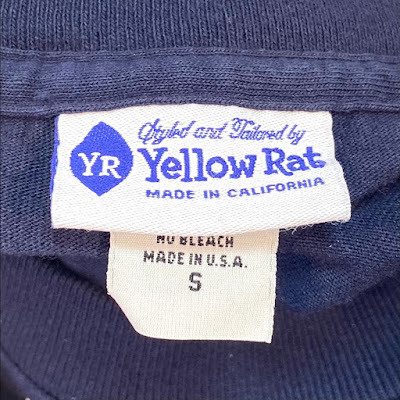 Styled and Tailored by
YR
Yellow Rat
MADE IN CALIFORNIA
NO BLEACH
MADE IN U.S.A.
S